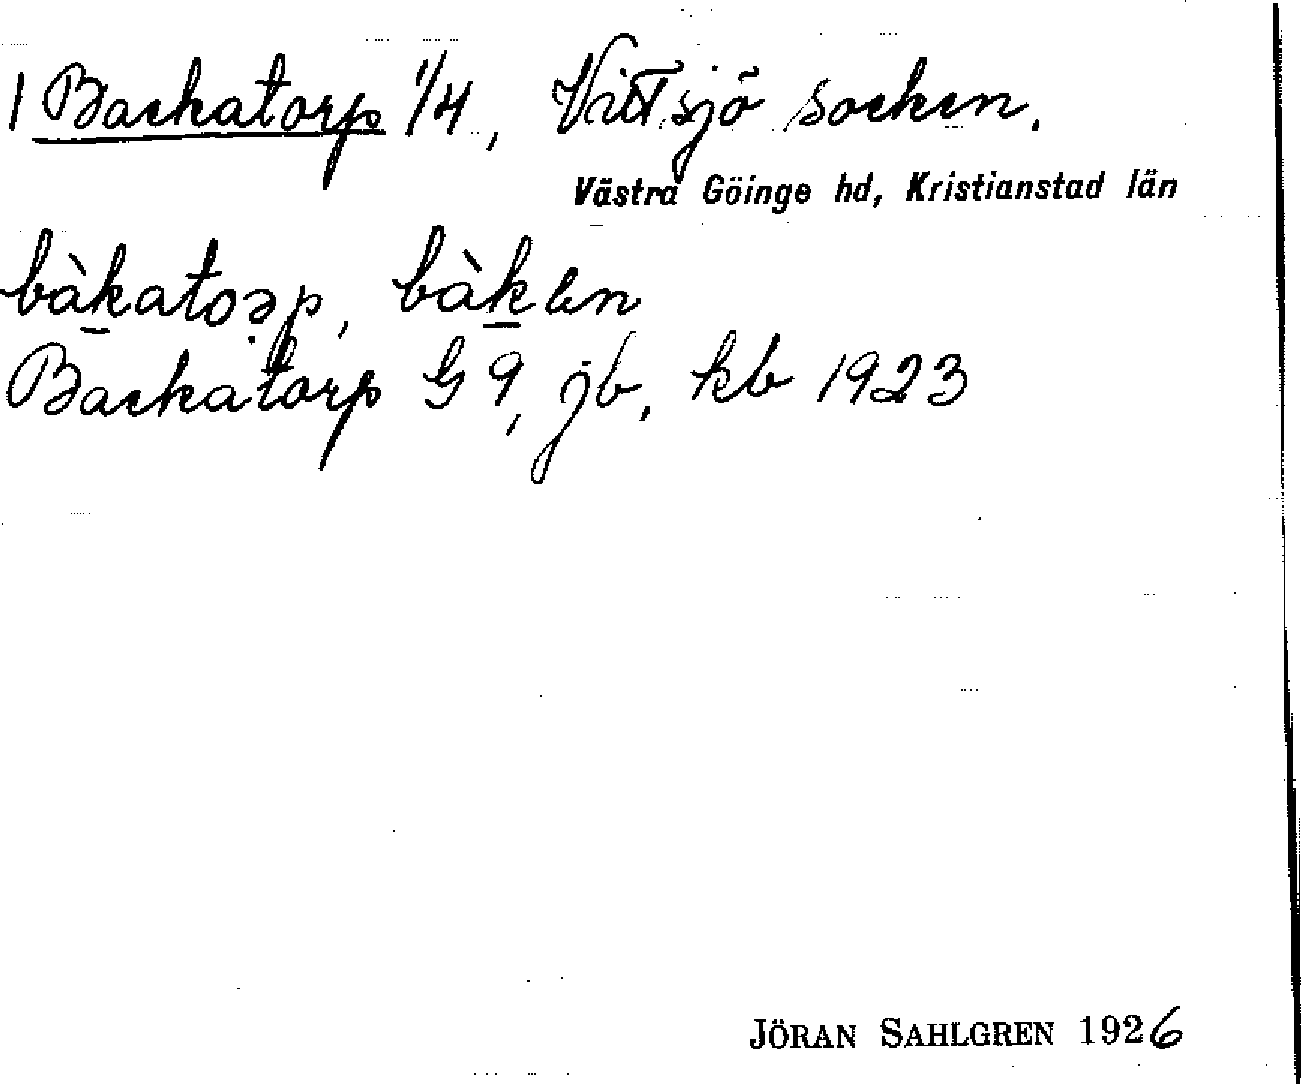 1 Backatorp 1/4, Vittsjö socken.
Västra Göinge hd, Kristianstad län
bàkatoəp, bàken
Backatorp G 9, jb, kb 1923
JÖRAN SAHLGREN 1926